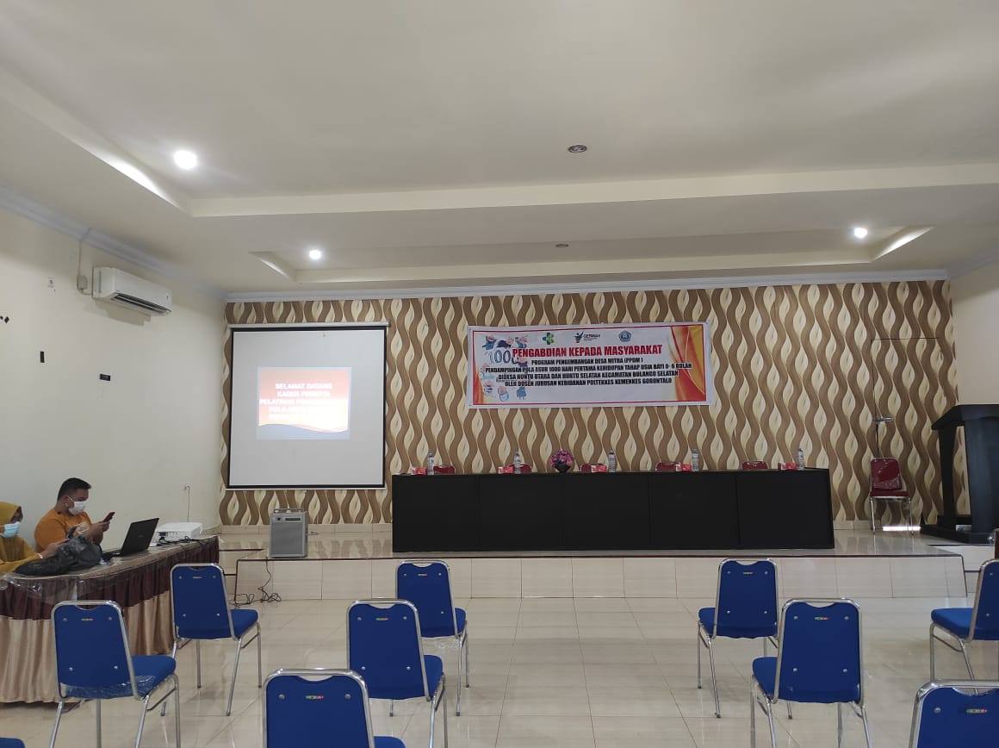 SELAMAT DATANG
KADER PESERTA
PELATIHAN
1000
GERMAS
PENGABDIAN KEPADA MASYARAKAT
PROGRAM PENGEMBANGAN DESA MITRA (PPDM)
PENDAMPINGAN POLA ASUH 1000 HARI PERTAMA KEHIDUPAN TAHAP USIA BAYI 0- 6 BULAN
DIDESA HUNTU UTARA DAN HUNTU SELATAN KECAMATAN BULANGO SELATAN
OLEH DOSEN JURUSAN KEBIDANAN POLTEKKES KEMENKES GORONTALO